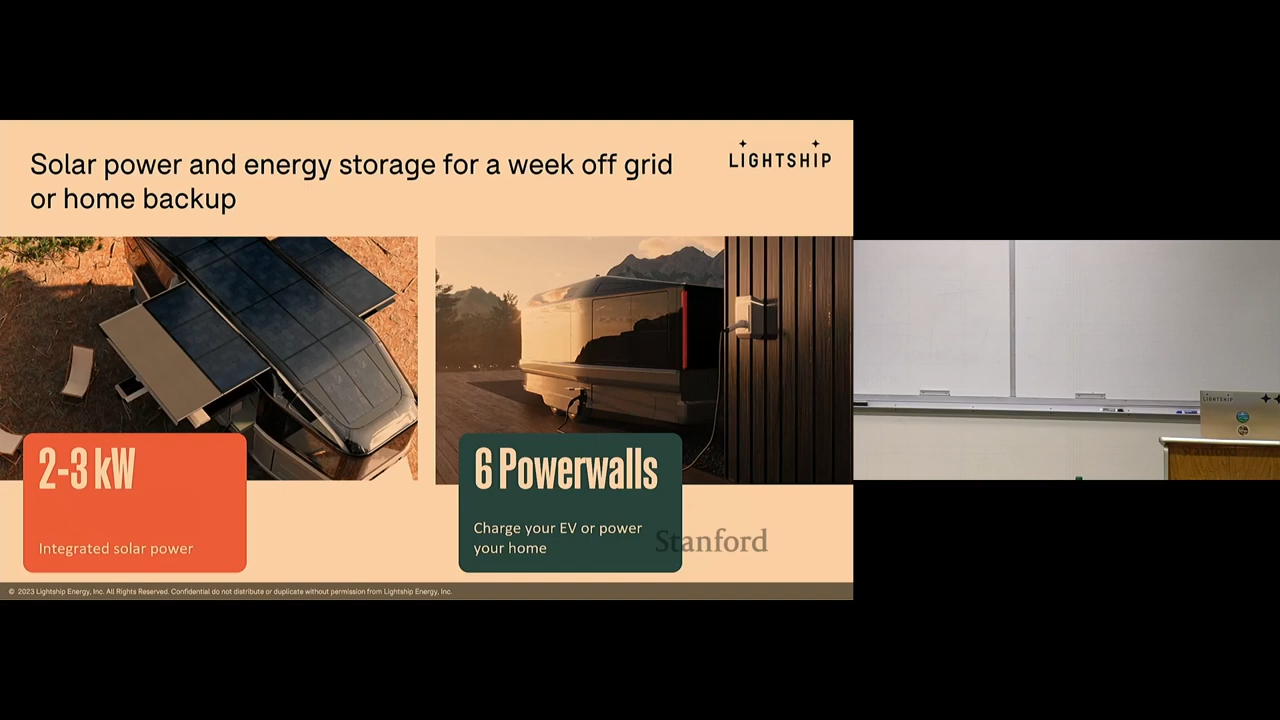 Solar power and energy storage for a week off grid
or home backup
LIGHTSHIP
2-3 kW
Integrated solar power
6 Powerwalls
Charge your EV or power
your home
Stanford
© 2023 Lightship Energy, Inc. All Rights Reserved. Confidential do not distribute or duplicate without permission from Lightship Energy, Inc.
LIGHTSHIP